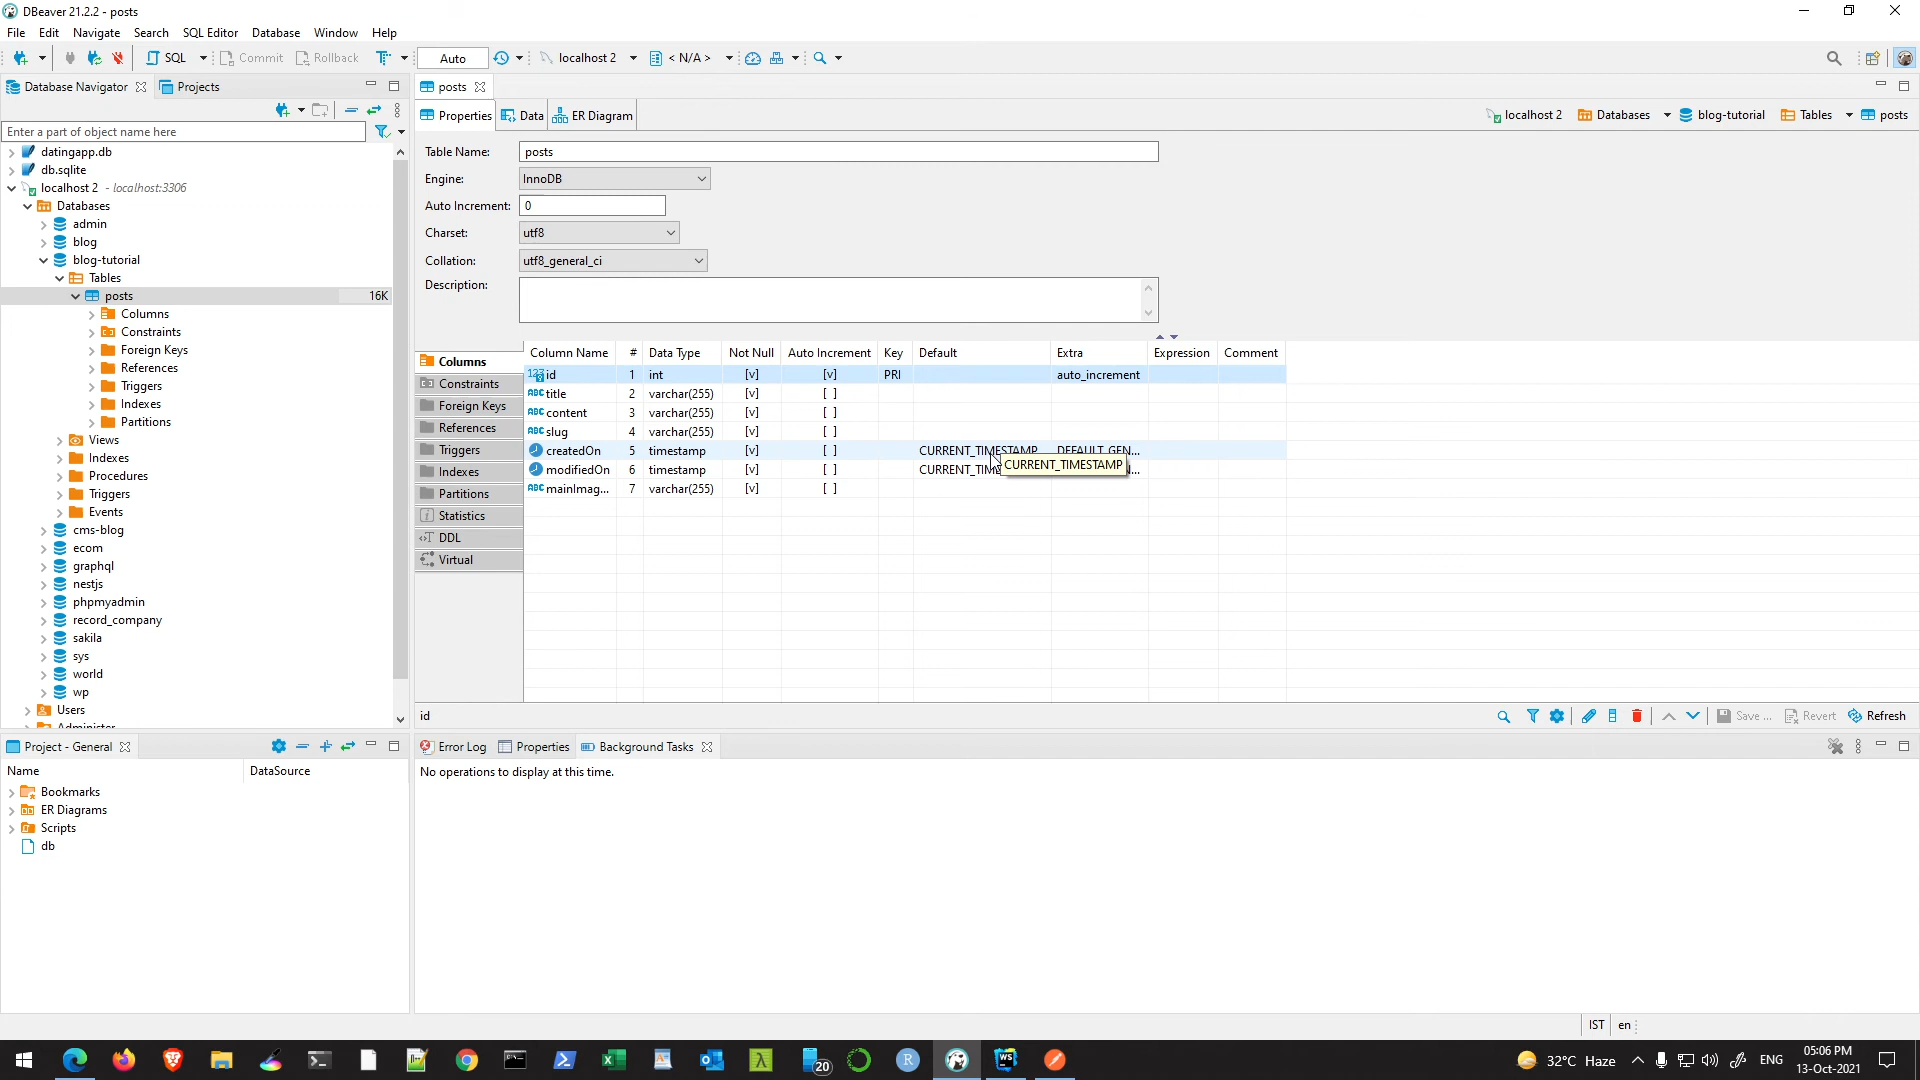 DBeaver 21.2.2 - posts
File Edit Navigate Search SQL Editor Database Window Help
SQL Commit Rollback Auto localhost 2 < N/A >
Database Navigator Projects
Enter a part of object name here
datingapp.db
db.sqlite
localhost 2 - localhost:3306
Databases
admin
blog
blog-tutorial
Tables
posts 16K
Columns
Constraints
Foreign Keys
References
Triggers
Indexes
Partitions
Views
Indexes
Procedures
Triggers
Events
cms-blog
ecom
graphql
nestjs
phpmyadmin
record_company
sakila
sys
world
wp
Users
Administer
posts
Properties Data ER Diagram localhost 2 Databases blog-tutorial Tables posts
Table Name: posts
Engine: InnoDB
Auto Increment: 0
Charset: utf8
Collation: utf8_general_ci
Description:
Columns
Constraints
Foreign Keys
References
Triggers
Indexes
Partitions
Statistics
DDL
Virtual
Column Name # Data Type Not Null Auto Increment Key Default Extra Expression Comment
123 id 1 int [v] [v] PRI auto_increment
ABC title 2 varchar(255) [v] [ ]
ABC content 3 varchar(255) [v] [ ]
ABC slug 4 varchar(255) [v] [ ]
createdOn 5 timestamp [v] [ ] CURRENT_TIMESTAMP DEFAULT_GEN...
CURRENT_TIMESTAMP
modifiedOn 6 timestamp [v] [ ]
ABC mainImag... 7 varchar(255) [v] [ ]
id Save ... Revert Refresh
Project - General
Name DataSource
Bookmarks
ER Diagrams
Scripts
db
Error Log Properties Background Tasks
No operations to display at this time.
IST en
20 32°C Haze ENG 05:06 PM
13-Oct-2021